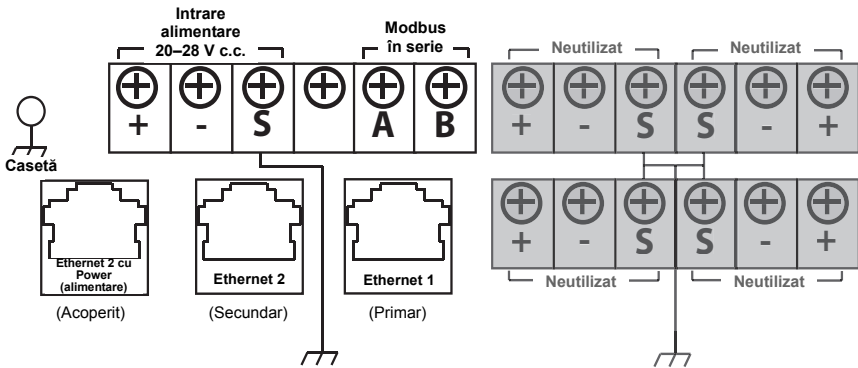 Intrare
alimentare
20–28 V c.c.
Modbus
în serie
+ - S A B
Casetă
Ethernet 2 cu
Power
(alimentare)
(Acoperit)
Ethernet 2
(Secundar)
Ethernet 1
(Primar)
Neutilizat Neutilizat
+ - S S - +
+ - S S - +
Neutilizat Neutilizat